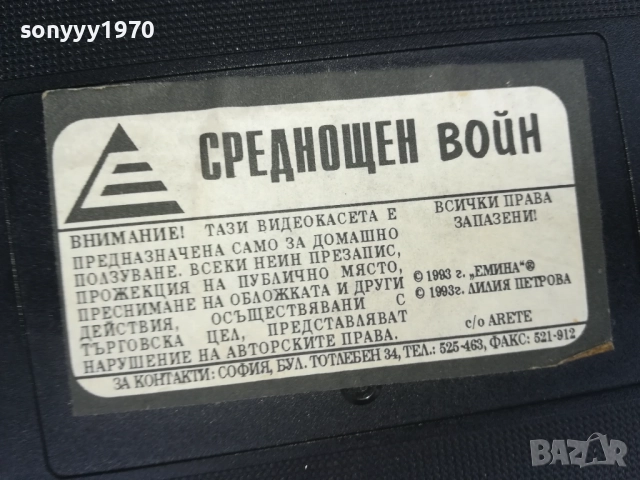 sonyyy1970
СРЕДНОЩЕН ВОЙН
ВНИМАНИЕ! ТАЗИ ВИДЕОКАСЕТА Е
ПРЕДНАЗНАЧЕНА САМО ЗА ДОМАШНО
ПОЛЗУВАНЕ. ВСЕКИ НЕИН ПРЕЗАПИС,
ПРОЖЕКЦИЯ НА ПУБЛИЧНО МЯСТО,
ПРЕСНИМАНЕ НА ОБЛОЖКАТА И ДРУГИ
ДЕЙСТВИЯ, ОСЪЩЕСТВЯВАНИ С
ТЪРГОВСКА ЦЕЛ, ПРЕДСТАВЛЯВАТ
НАРУШЕНИЕ НА АВТОРСКИТЕ ПРАВА.
ВСИЧКИ ПРАВА
ЗАПАЗЕНИ!
© 1993 г. „ЕМИНА“®
© 1993г. ЛИЛИЯ ПЕТРОВА
c/o ARETE
ЗА КОНТАКТИ: СОФИЯ, БУЛ. ТОТЛЕБЕН 34, ТЕЛ.: 525-463, ФАКС: 521-912
BAZAR